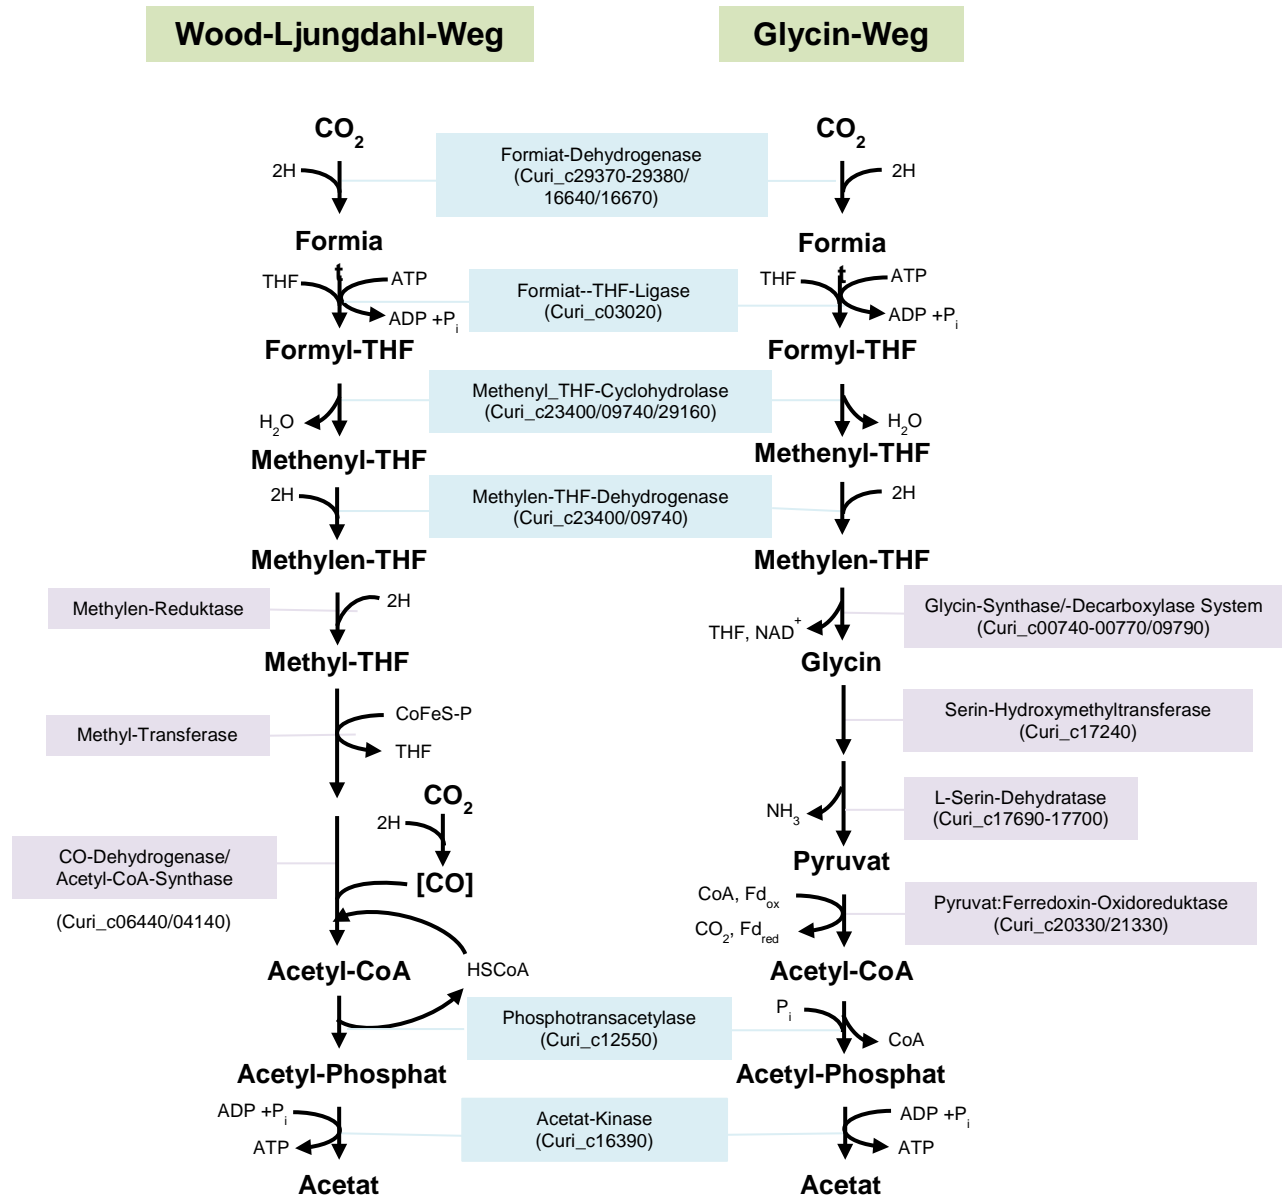 Wood-Ljungdahl-Weg
Glycin-Weg
CO2
CO2
Formiat-Dehydrogenase
(Curi_c29370-29380/
16640/16670)
2H
2H
Formia
t
Formia
t
THF
ATP
Formiat--THF-Ligase
(Curi_c03020)
THF
ATP
ADP +Pi
ADP +Pi
Formyl-THF
Formyl-THF
Methenyl_THF-Cyclohydrolase
(Curi_c23400/09740/29160)
H2O
H2O
Methenyl-THF
Methenyl-THF
2H
Methylen-THF-Dehydrogenase
(Curi_c23400/09740)
2H
Methylen-THF
Methylen-THF
Methylen-Reduktase
2H
Glycin-Synthase/-Decarboxylase System
(Curi_c00740-00770/09790)
THF, NAD+
Methyl-THF
Glycin
Methyl-Transferase
CoFeS-P
THF
Serin-Hydroxymethyltransferase
(Curi_c17240)
CO2
2H
[CO]
NH3
L-Serin-Dehydratase
(Curi_c17690-17700)
CO-Dehydrogenase/
Acetyl-CoA-Synthase
(Curi_c06440/04140)
Pyruvat
CoA, Fdox
CO2, Fdred
Pyruvat:Ferredoxin-Oxidoreduktase
(Curi_c20330/21330)
Acetyl-CoA
HSCoA
Acetyl-CoA
Phosphotransacetylase
(Curi_c12550)
Pi
CoA
Acetyl-Phosphat
Acetyl-Phosphat
ADP +Pi
ATP
Acetat-Kinase
(Curi_c16390)
ADP +Pi
ATP
Acetat
Acetat